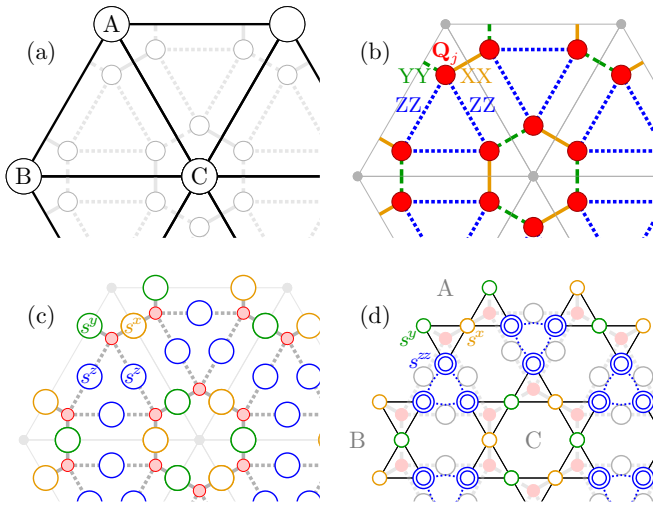 (a)
A
B
C
(b)
Q_j
YY XX
ZZ ZZ
(c)
s^y s^x
s^z s^z
(d)
A
s^y s^x
s^{zz}
B
C